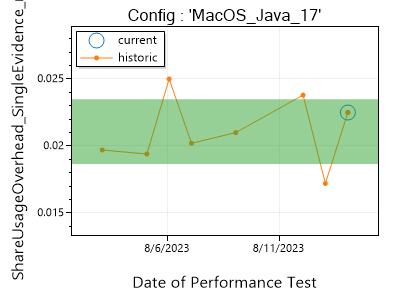 Config : 'MacOS_Java_17'
current
historic
0.025
0.02
0.015
ShareUsageOverhead_SingleEvidence_
8/6/2023
8/11/2023
Date of Performance Test